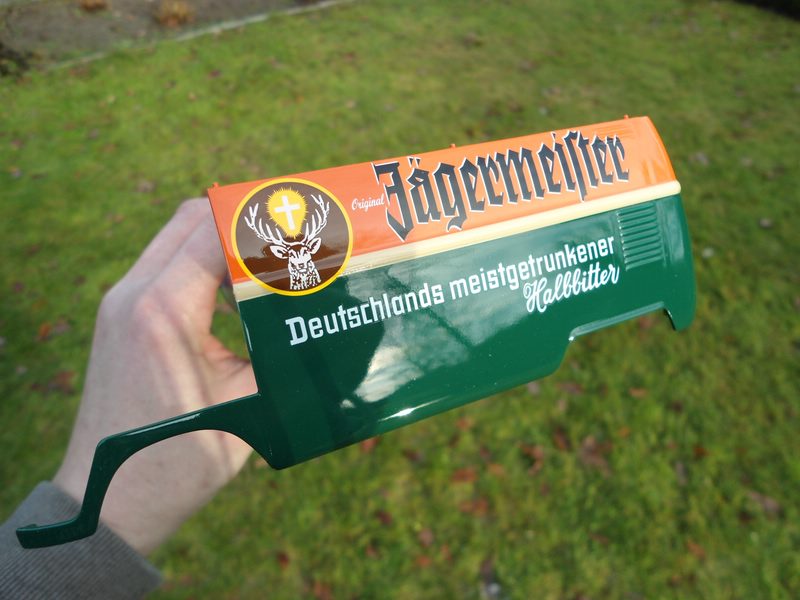 Original Jägermeister
Deutschlands meistgetrunkener
Halbbitter